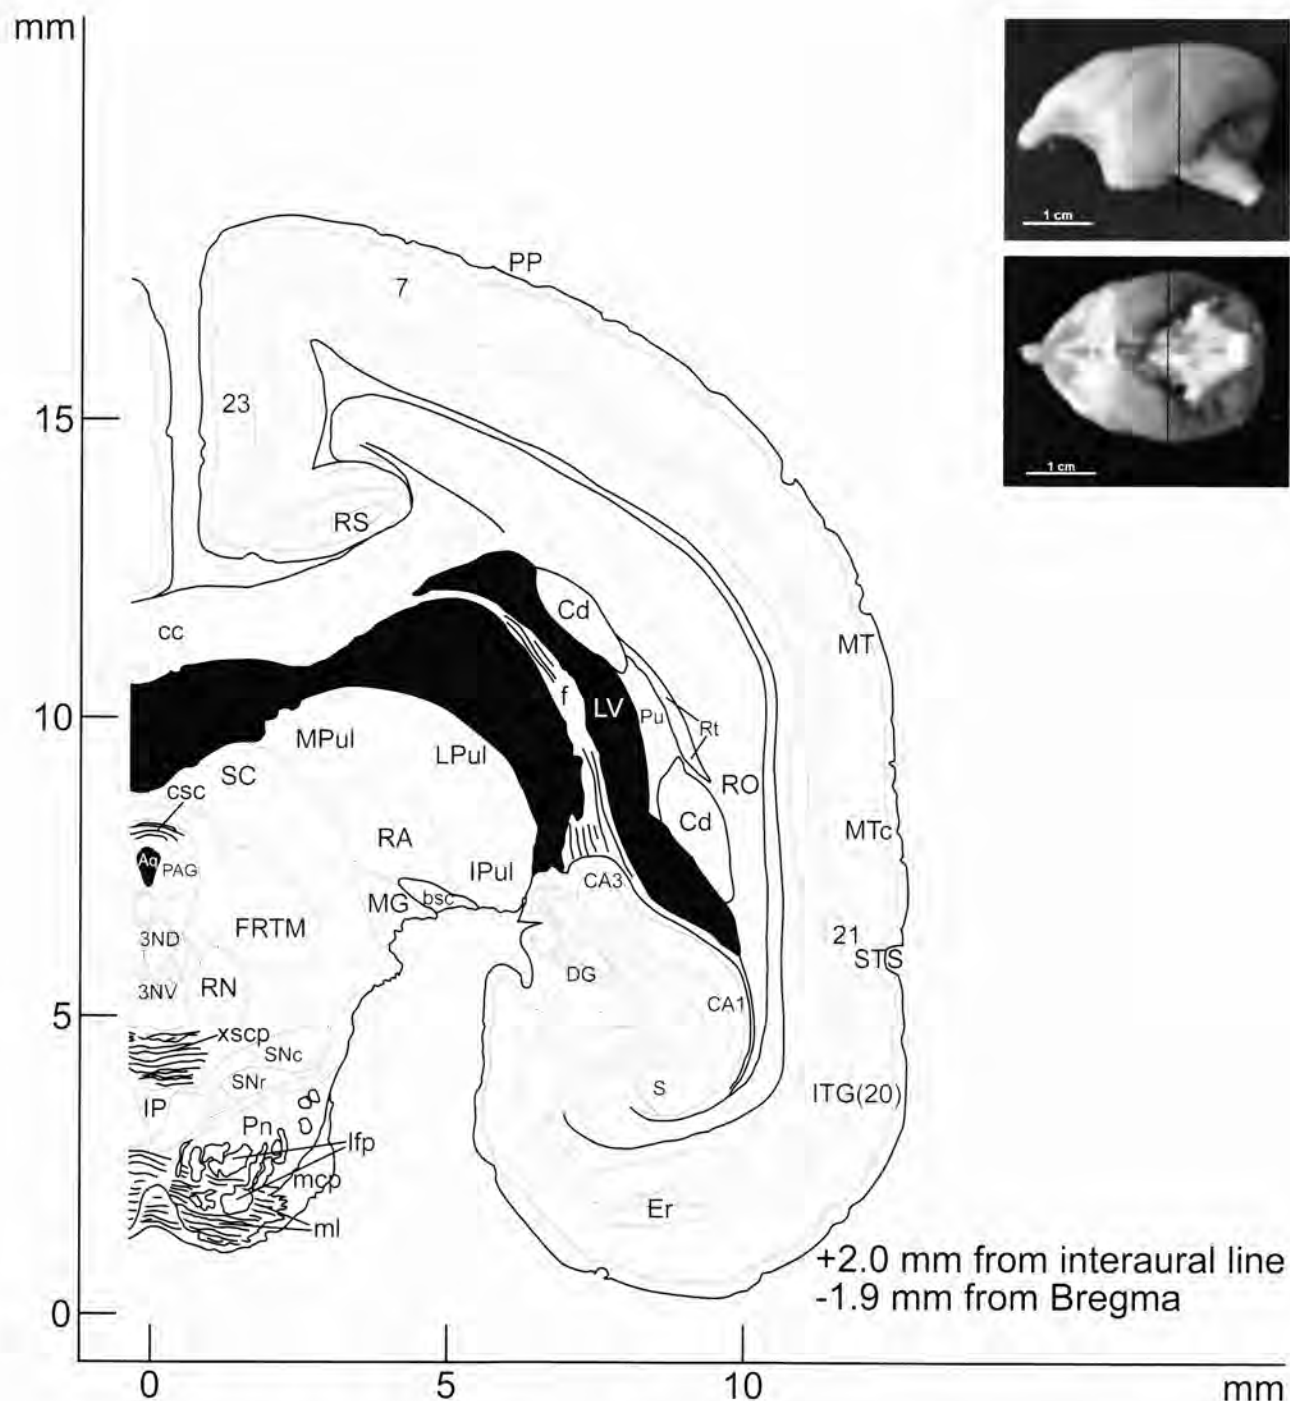 mm
1 cm
1 cm
PP
7
15
23
RS
cc
Cd
MT
10
f
LV
Pu
Rt
MPul
LPul
SC
RO
csc
Cd
MTc
RA
Aq
PAG
IPul
CA3
MG
bsc
FRTM
3ND
21
STS
DG
3NV
RN
CA1
5
xscp
SNc
SNr
S
ITG(20)
IP
Pn
lfp
mcp
Er
ml
+2.0 mm from interaural line
-1.9 mm from Bregma
0
0
5
10
mm